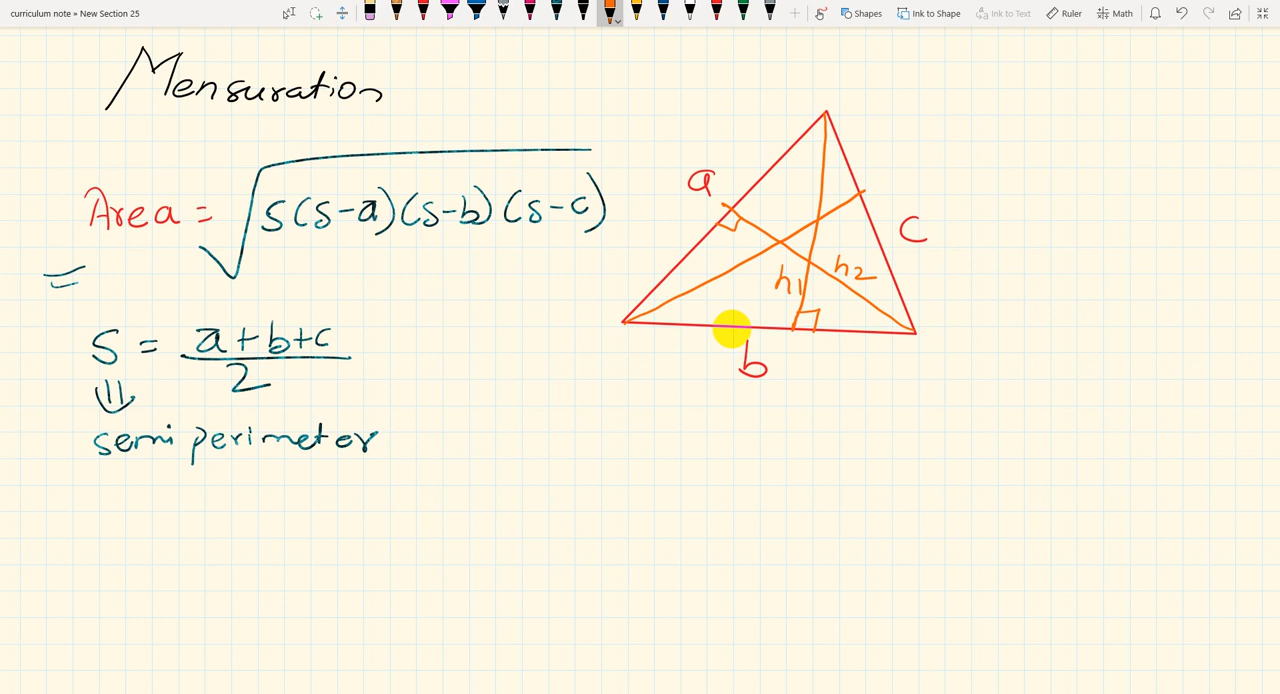 curriculum note » New Section 25
Shapes
Ink to Shape
Ink to Text
Ruler
Math
Mensuration
Area = √s(s-a)(s-b)(s-c)
=
S = a+b+c
2
semi perimeter
a
c
h1
h2
b